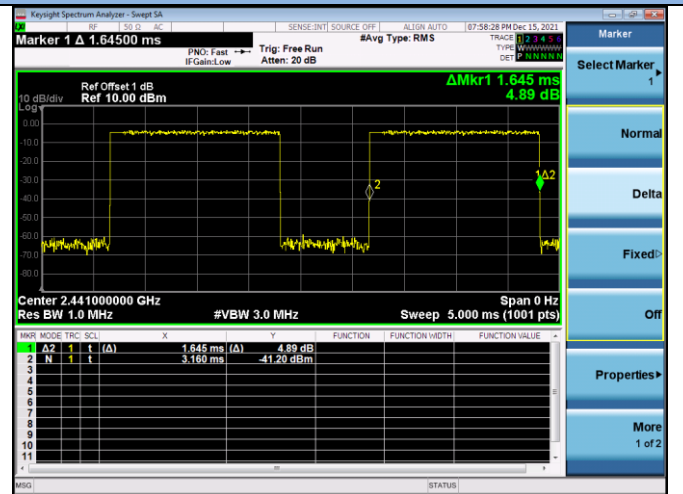 Keysight Spectrum Analyzer - Swept SA
RF 50 Ω AC SENSE:INT SOURCE OFF ALIGN AUTO 07:58:28 PM Dec 15, 2021
Marker 1 Δ 1.64500 ms
PNO: Fast
IFGain:Low
Trig: Free Run
Atten: 20 dB
#Avg Type: RMS
TRACE 1 2 3 4 5 6
TYPE WWWWWW
DET P N N N N N
Ref Offset 1 dB
Ref 10.00 dBm
10 dB/div
Log
ΔMkr1 1.645 ms
4.89 dB
0.00
-10.0
-20.0
-30.0
-40.0
-50.0
-60.0
-70.0
-80.0
2
1Δ2
Center 2.441000000 GHz Span 0 Hz
Res BW 1.0 MHz #VBW 3.0 MHz Sweep 5.000 ms (1001 pts)
MKR MODE TRC SCL X Y FUNCTION FUNCTION WIDTH FUNCTION VALUE
1 Δ2 1 t (Δ) 1.645 ms (Δ) 4.89 dB
2 N 1 t 3.160 ms -41.20 dBm
3
4
5
6
7
8
9
10
11
MSG STATUS
Marker
Select Marker
1
Normal
Delta
Fixed
Off
Properties
More
1 of 2